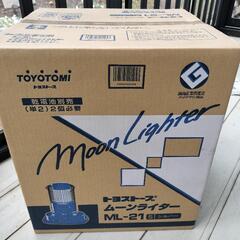 TOYOTOMI
トヨストーブ
乾電池別売
(単2)2個必要
Moon Lighter
トヨストーブ
ムーンライター
ML-21